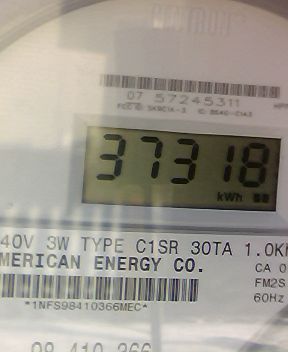 07 57245311
37318
kWh
40V 3W TYPE C1SR 30TA 1.0K
MERICAN ENERGY CO.
CA 0
FM2S
60Hz
*1NFS98410366MEC*
98 410 366